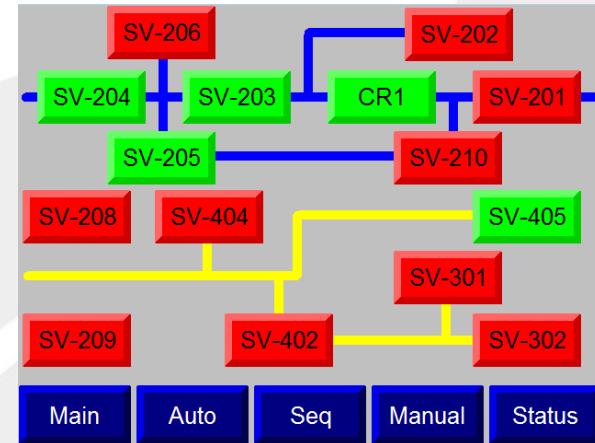 SV-206
SV-202
SV-204
SV-203
CR1
SV-201
SV-205
SV-210
SV-208
SV-404
SV-405
SV-301
SV-209
SV-402
SV-302
Main
Auto
Seq
Manual
Status